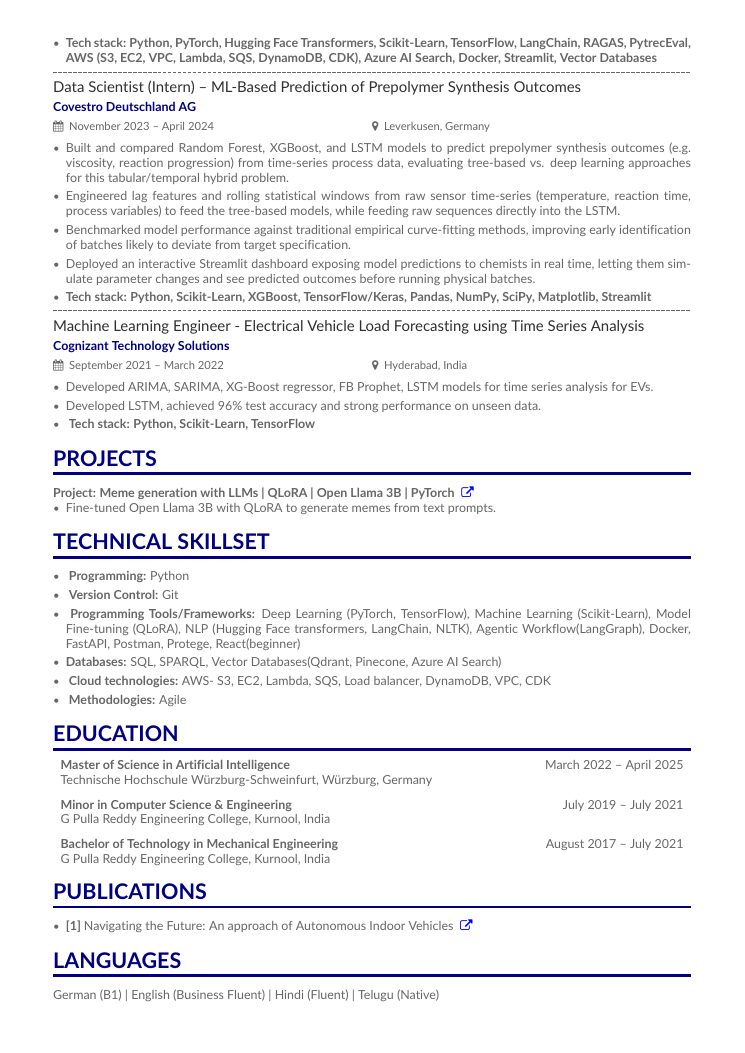 • Tech stack: Python, PyTorch, Hugging Face Transformers, Scikit-Learn, TensorFlow, LangChain, RAGAS, PytrecEval,
AWS (S3, EC2, VPC, Lambda, SQS, DynamoDB, CDK), Azure AI Search, Docker, Streamlit, Vector Databases
Data Scientist (Intern) – ML-Based Prediction of Prepolymer Synthesis Outcomes
Covestro Deutschland AG
November 2023 – April 2024 Leverkusen, Germany
• Built and compared Random Forest, XGBoost, and LSTM models to predict prepolymer synthesis outcomes (e.g.
viscosity, reaction progression) from time-series process data, evaluating tree-based vs. deep learning approaches
for this tabular/temporal hybrid problem.
• Engineered lag features and rolling statistical windows from raw sensor time-series (temperature, reaction time,
process variables) to feed the tree-based models, while feeding raw sequences directly into the LSTM.
• Benchmarked model performance against traditional empirical curve-fitting methods, improving early identification
of batches likely to deviate from target specification.
• Deployed an interactive Streamlit dashboard exposing model predictions to chemists in real time, letting them sim-
ulate parameter changes and see predicted outcomes before running physical batches.
• Tech stack: Python, Scikit-Learn, XGBoost, TensorFlow/Keras, Pandas, NumPy, SciPy, Matplotlib, Streamlit
Machine Learning Engineer - Electrical Vehicle Load Forecasting using Time Series Analysis
Cognizant Technology Solutions
September 2021 – March 2022 Hyderabad, India
• Developed ARIMA, SARIMA, XG-Boost regressor, FB Prophet, LSTM models for time series analysis for EVs.
• Developed LSTM, achieved 96% test accuracy and strong performance on unseen data.
• Tech stack: Python, Scikit-Learn, TensorFlow
PROJECTS
Project: Meme generation with LLMs | QLoRA | Open Llama 3B | PyTorch
• Fine-tuned Open Llama 3B with QLoRA to generate memes from text prompts.
TECHNICAL SKILLSET
• Programming: Python
• Version Control: Git
• Programming Tools/Frameworks: Deep Learning (PyTorch, TensorFlow), Machine Learning (Scikit-Learn), Model
Fine-tuning (QLoRA), NLP (Hugging Face transformers, LangChain, NLTK), Agentic Workflow(LangGraph), Docker,
FastAPI, Postman, Protege, React(beginner)
• Databases: SQL, SPARQL, Vector Databases(Qdrant, Pinecone, Azure AI Search)
• Cloud technologies: AWS- S3, EC2, Lambda, SQS, Load balancer, DynamoDB, VPC, CDK
• Methodologies: Agile
EDUCATION
Master of Science in Artificial Intelligence March 2022 – April 2025
Technische Hochschule Würzburg-Schweinfurt, Würzburg, Germany
Minor in Computer Science & Engineering July 2019 – July 2021
G Pulla Reddy Engineering College, Kurnool, India
Bachelor of Technology in Mechanical Engineering August 2017 – July 2021
G Pulla Reddy Engineering College, Kurnool, India
PUBLICATIONS
• [1] Navigating the Future: An approach of Autonomous Indoor Vehicles
LANGUAGES
German (B1) | English (Business Fluent) | Hindi (Fluent) | Telugu (Native)